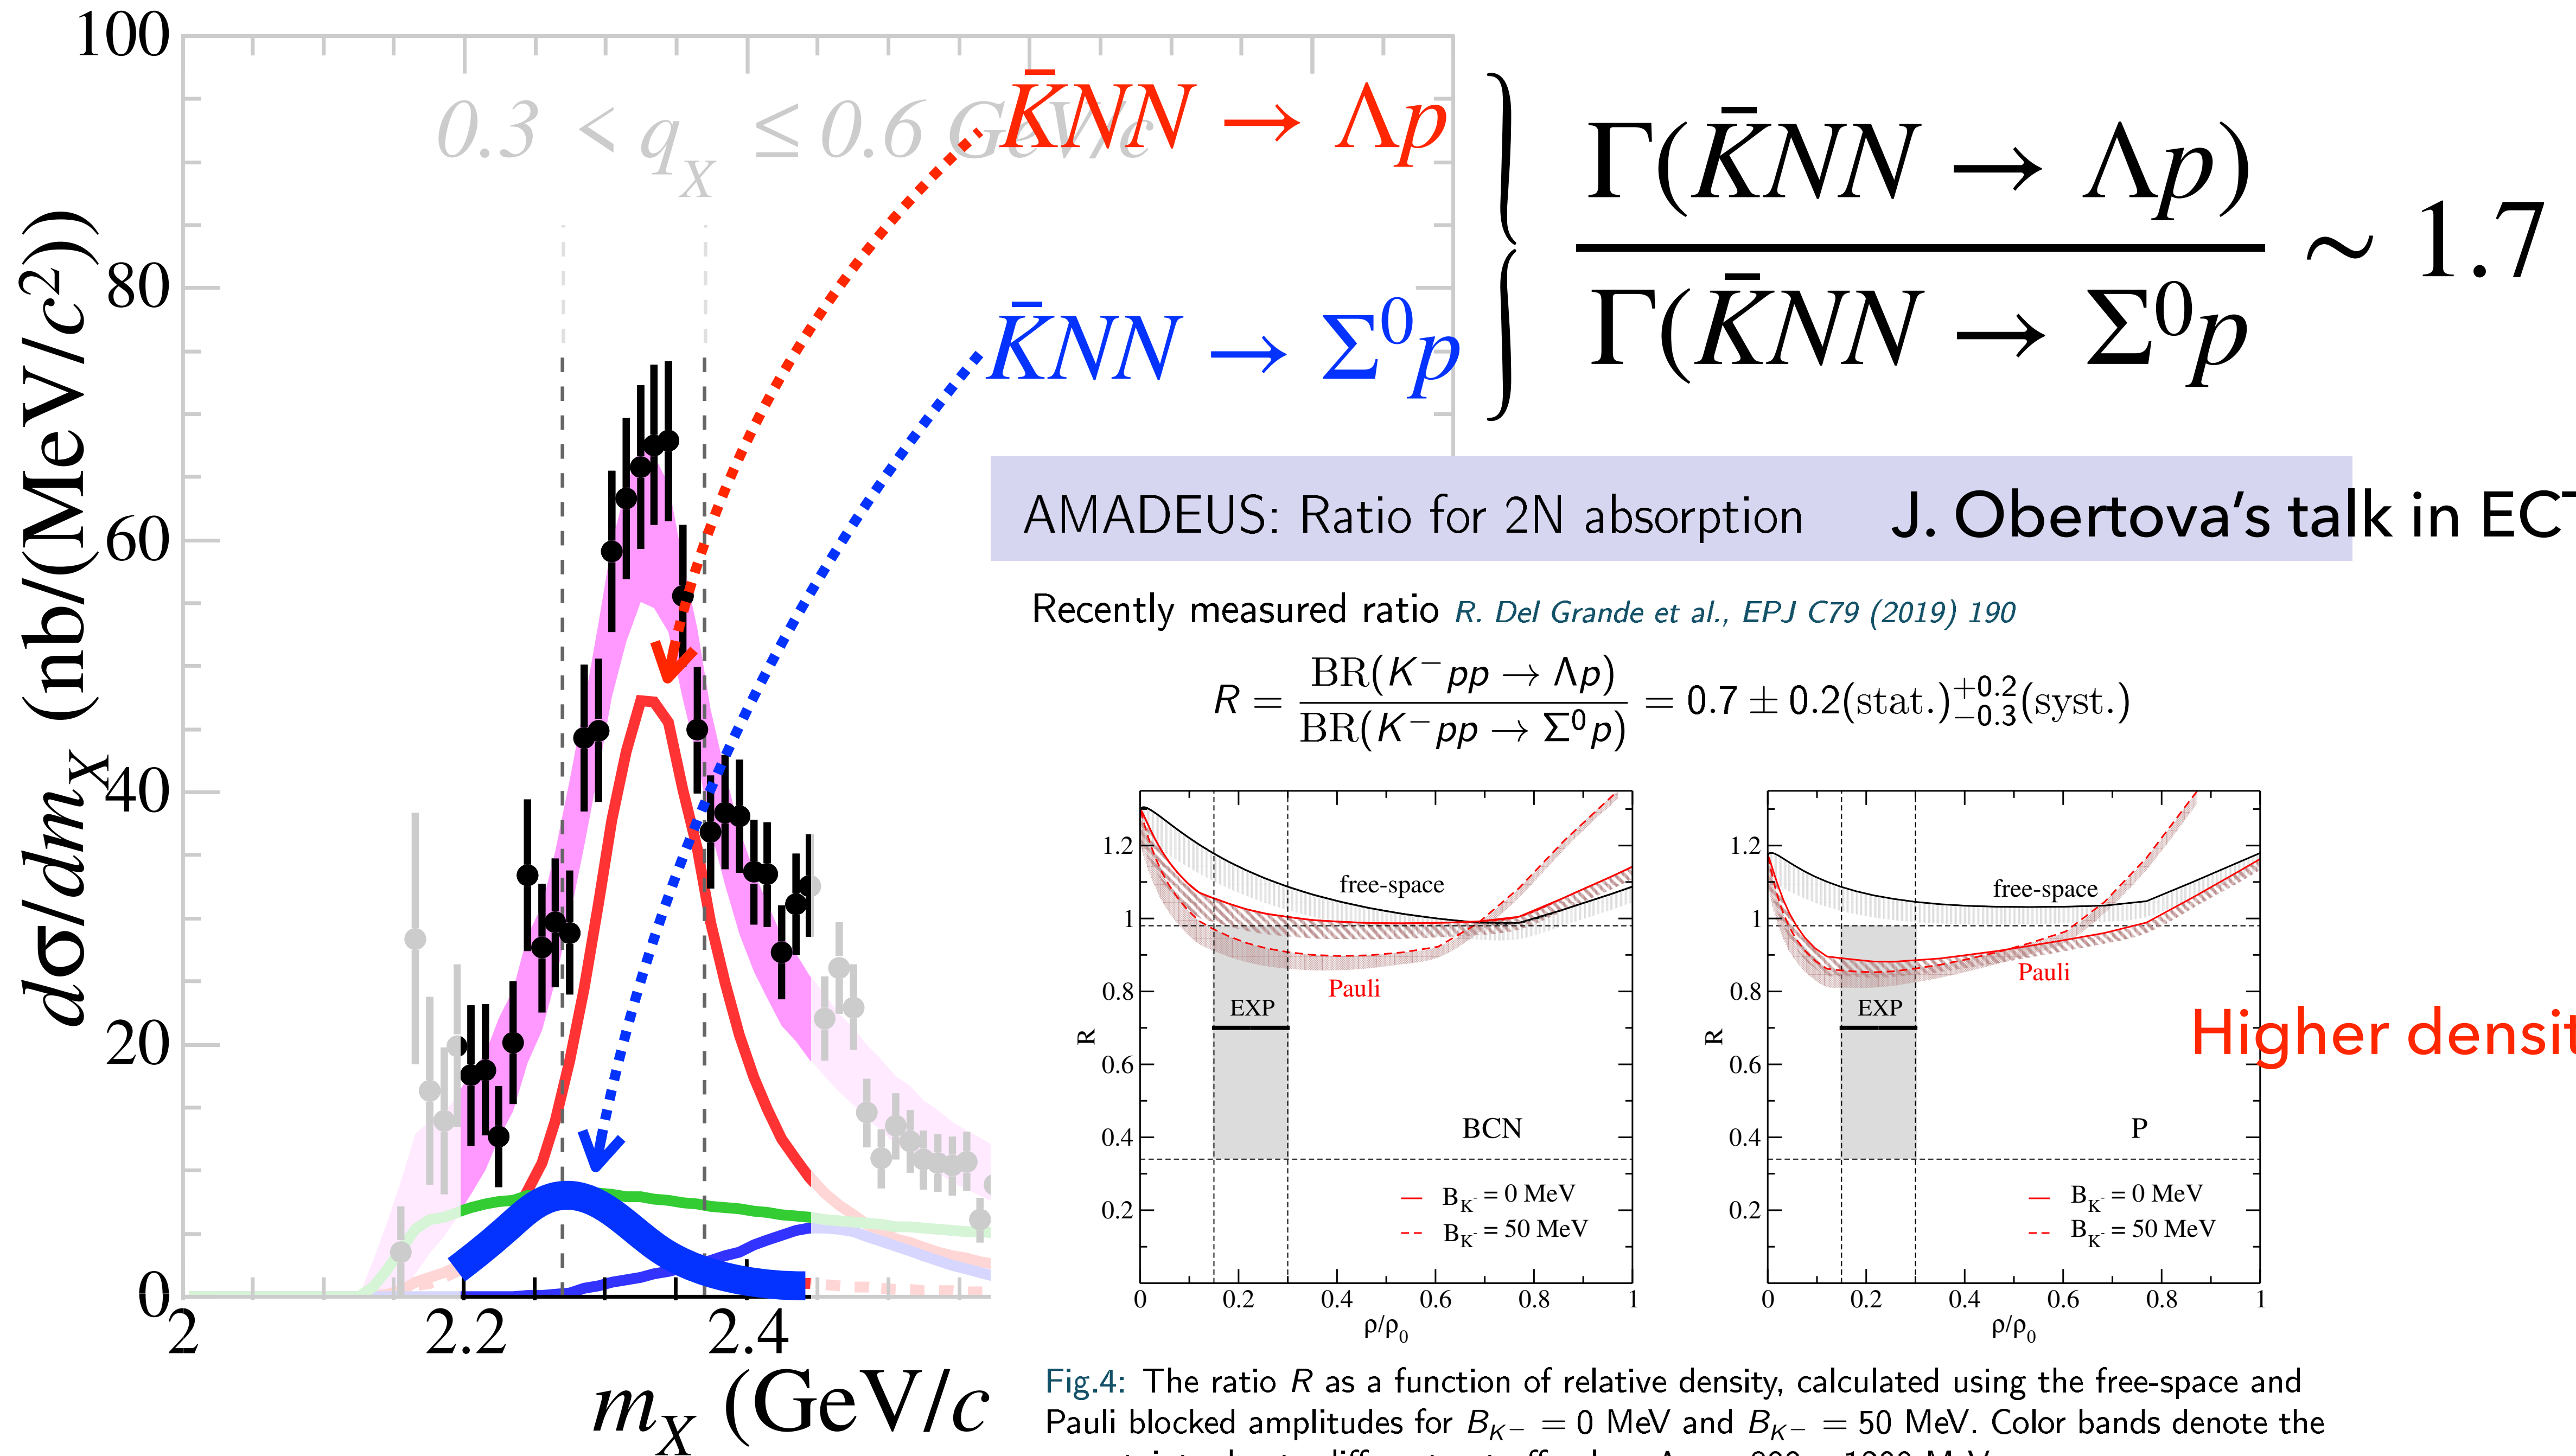 100
80
60
40
20
0
2
2.2
2.4
dσ/dm_X (nb/(MeV/c²))
m_X (GeV/c
0.3 < q_X ≤ 0.6 GeV/c
K̄NN → Λp
K̄NN → Σ⁰p
Γ(K̄NN → Λp)
Γ(K̄NN → Σ⁰p
~ 1.7
AMADEUS: Ratio for 2N absorption
J. Obertova's talk in EC
Recently measured ratio R. Del Grande et al., EPJ C79 (2019) 190
R = BR(K⁻pp → Λp) / BR(K⁻pp → Σ⁰p) = 0.7 ± 0.2(stat.)+0.2 −0.3(syst.)
1.2
1
0.8
0.6
0.4
0.2
R
free-space
Pauli
EXP
BCN
B_K⁻ = 0 MeV
B_K⁻ = 50 MeV
0 0.2 0.4 0.6 0.8 1
ρ/ρ₀
1.2
1
0.8
0.6
0.4
0.2
R
free-space
Pauli
EXP
P
B_K⁻ = 0 MeV
B_K⁻ = 50 MeV
0 0.2 0.4 0.6 0.8 1
ρ/ρ₀
Higher densit
Fig.4: The ratio R as a function of relative density, calculated using the free-space and
Pauli blocked amplitudes for B_K− = 0 MeV and B_K− = 50 MeV. Color bands denote the